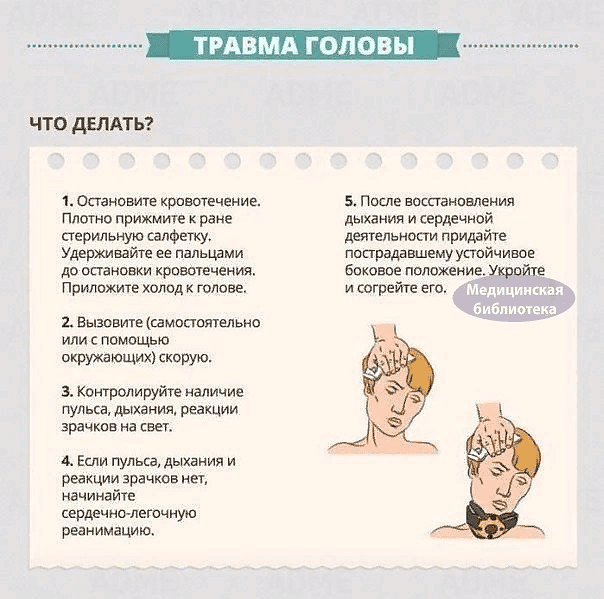 ТРАВМА ГОЛОВЫ
ЧТО ДЕЛАТЬ?
1. Остановите кровотечение.
Плотно прижмите к ране
стерильную салфетку.
Удерживайте ее пальцами
до остановки кровотечения.
Приложите холод к голове.
2. Вызовите (самостоятельно
или с помощью
окружающих) скорую.
3. Контролируйте наличие
пульса, дыхания, реакции
зрачков на свет.
4. Если пульса, дыхания и
реакции зрачков нет,
начинайте
сердечно-легочную
реанимацию.
5. После восстановления
дыхания и сердечной
деятельности придайте
пострадавшему устойчивое
боковое положение. Укройте
и согрейте его.
Медицинская
библиотека